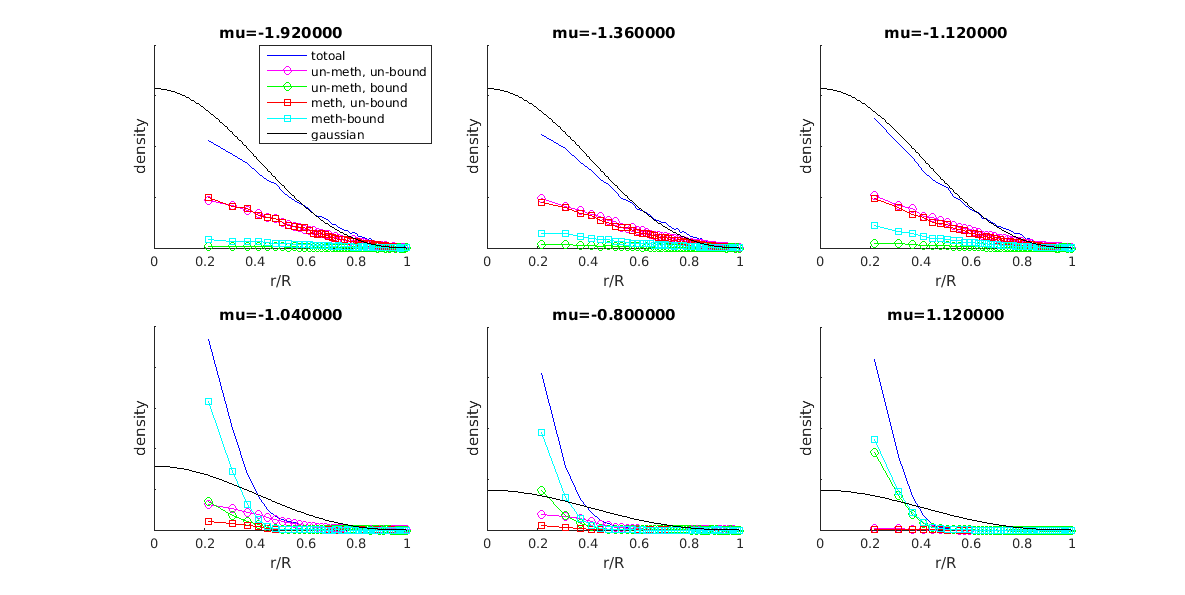 mu=-1.920000
totoal
un-meth, un-bound
un-meth, bound
meth, un-bound
meth-bound
gaussian
density
0 0.2 0.4 0.6 0.8 1
r/R
mu=-1.360000
density
0 0.2 0.4 0.6 0.8 1
r/R
mu=-1.120000
density
0 0.2 0.4 0.6 0.8 1
r/R
mu=-1.040000
density
0 0.2 0.4 0.6 0.8 1
r/R
mu=-0.800000
density
0 0.2 0.4 0.6 0.8 1
r/R
mu=1.120000
density
0 0.2 0.4 0.6 0.8 1
r/R